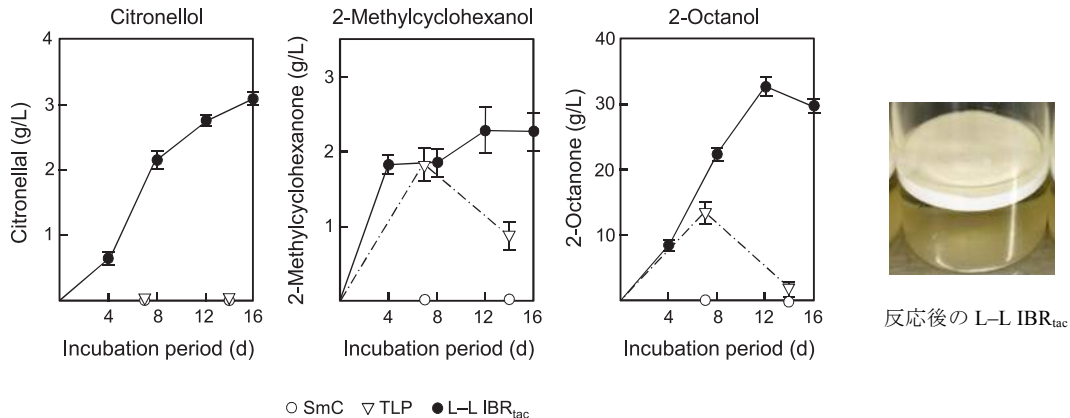 Citronellol
Citronellal (g/L)
4
3
2
1
4 8 12 16
Incubation period (d)
2-Methylcyclohexanol
2-Methylcyclohexanone (g/L)
3
2
1
4 8 12 16
Incubation period (d)
2-Octanol
2-Octanone (g/L)
40
30
20
10
4 8 12 16
Incubation period (d)
反応後の L–L IBRtac
○ SmC ▽ TLP ● L–L IBRtac